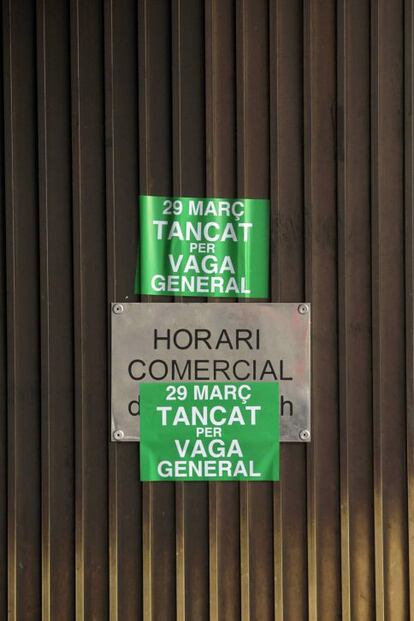 29 MARÇ
TANCAT
PER
VAGA
GENERAL
HORARI
COMERCIAL
d h
29 MARÇ
TANCAT
PER
VAGA
GENERAL